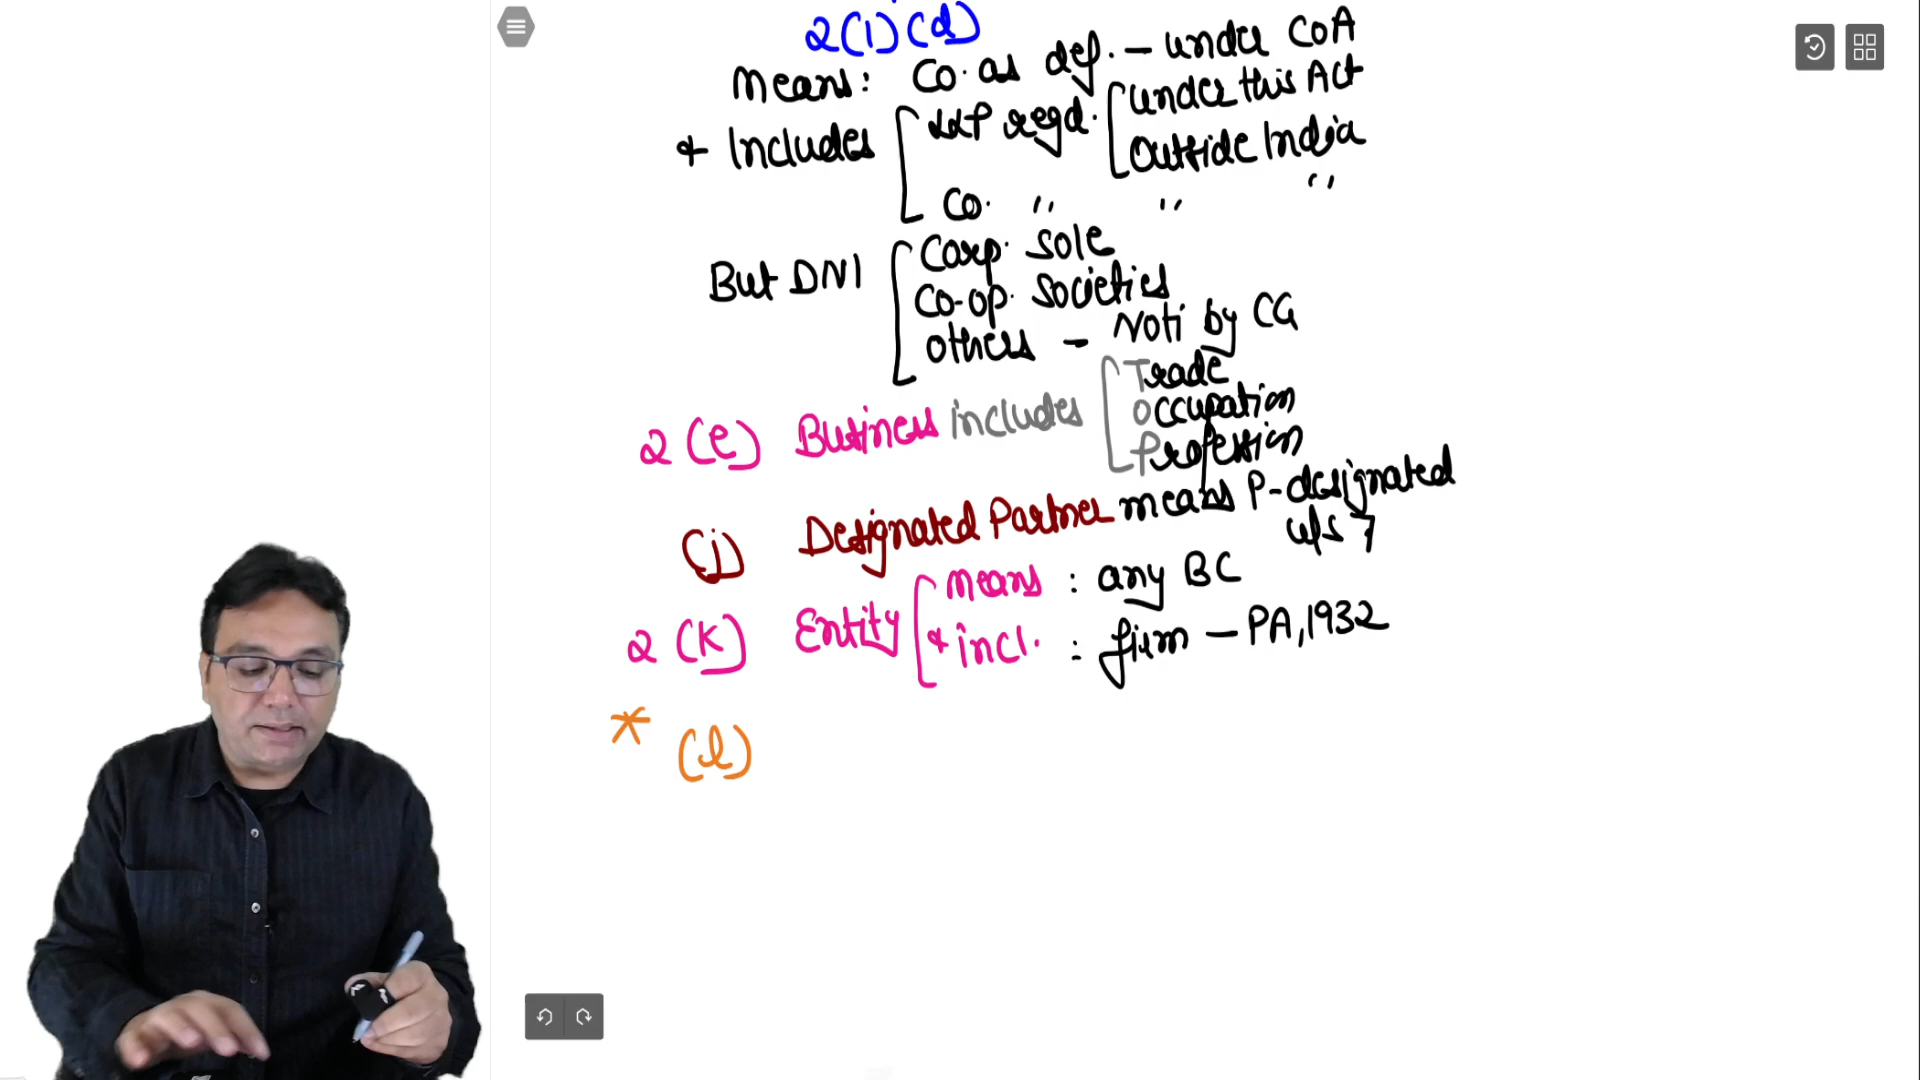 2(1)(d)
Means: Co. as def. - under CoA
+ Includes [ LLP regd. [ under this Act
Outside India
Co. " " "
But DNI [ Corp. Sole
Co-op. Societies
others - Noti by CG
2(e) Business includes [ Trade
Occupation
Profession
(j) Designated Partner means P-designated
u/s 7
2(k) Entity [ means : any BC
+ incl. : firm - PA, 1932
* (l)